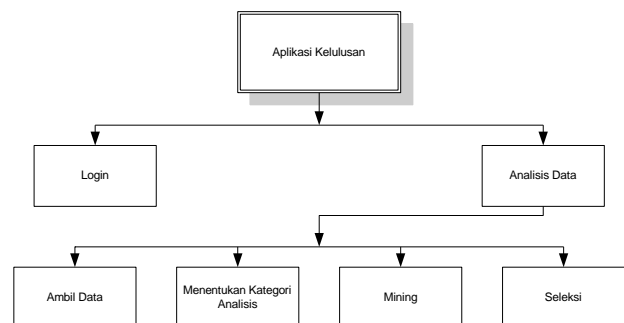 Aplikasi Kelulusan
Login
Analisis Data
Ambil Data
Menentukan Kategori
Analisis
Mining
Seleksi